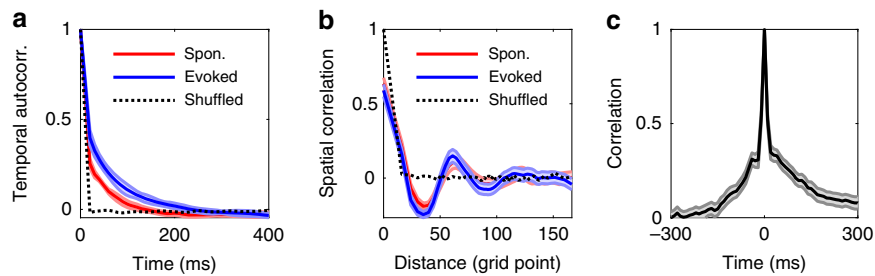 a
Temporal autocorr.
1
0.5
0
0
200
400
Time (ms)
Spon.
Evoked
Shuffled
b
Spatial correlation
1
0.5
0
0
50
100
150
Distance (grid point)
Spon.
Evoked
Shuffled
c
Correlation
1
0.5
0
–300
0
300
Time (ms)